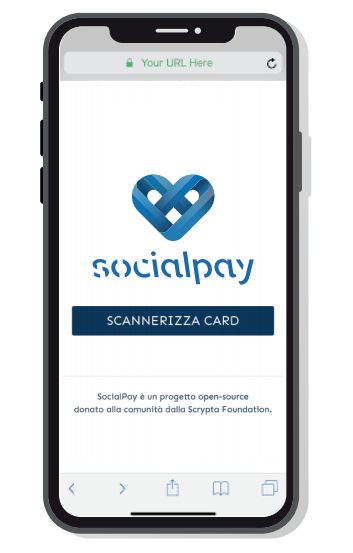 Your URL Here
socialpay
SCANNERIZZA CARD
SocialPay è un progetto open-source
donato alla comunità dalla Scrypta Foundation.